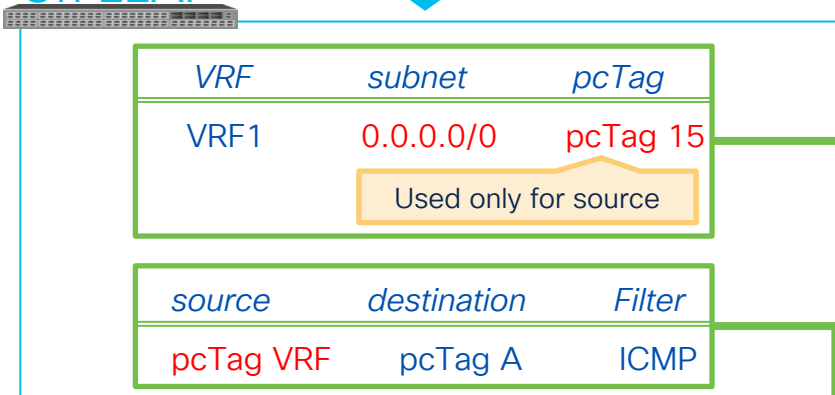 VRF subnet pcTag
VRF1 0.0.0.0/0 pcTag 15
Used only for source
source destination Filter
pcTag VRF pcTag A ICMP